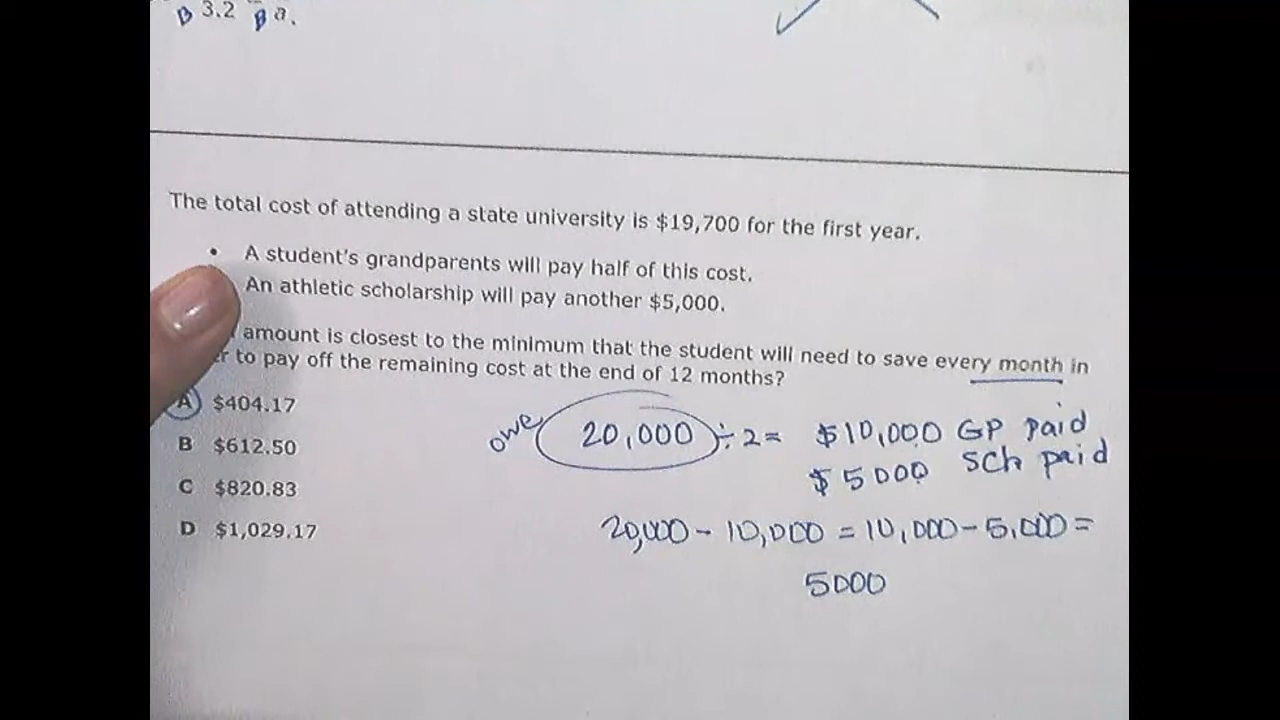 B 3.2 B a.
The total cost of attending a state university is $19,700 for the first year.
• A student's grandparents will pay half of this cost.
An athletic scholarship will pay another $5,000.
amount is closest to the minimum that the student will need to save every month in
to pay off the remaining cost at the end of 12 months?
A $404.17
B $612.50
C $820.83
D $1,029.17
owe 20,000 ÷ 2 = $10,000 GP paid
$5000 Sch paid
20,000 - 10,000 = 10,000 - 5,000 =
5000